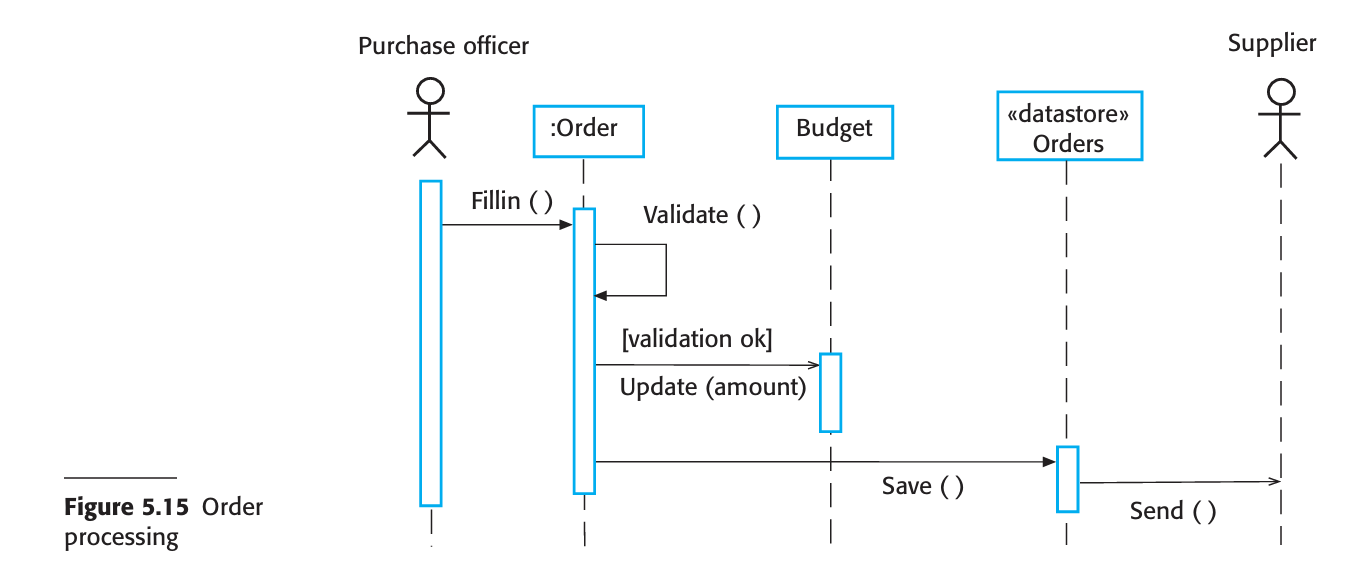 Purchase officer
Supplier
:Order
Budget
«datastore»
Orders
Fillin ( )
Validate ( )
[validation ok]
Update (amount)
Save ( )
Send ( )
Figure 5.15 Order
processing